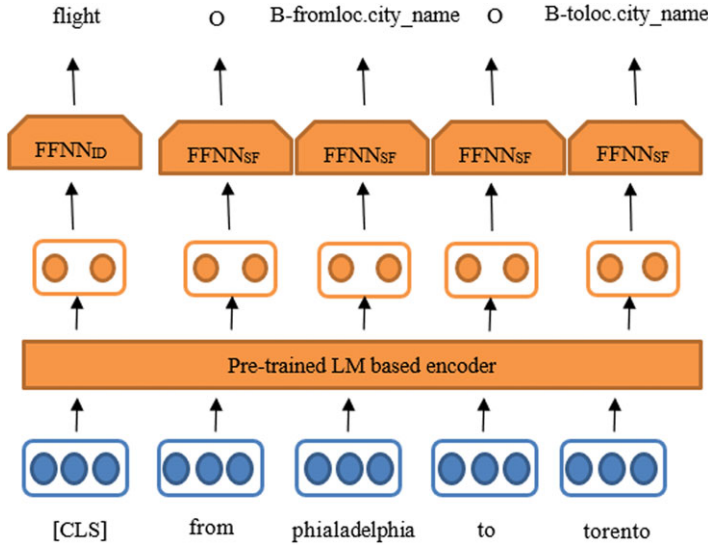 flight O B-fromloc.city_name O B-toloc.city_name
FFNNID FFNNSF FFNNSF FFNNSF FFNNSF
Pre-trained LM based encoder
[CLS] from phialadelphia to torento